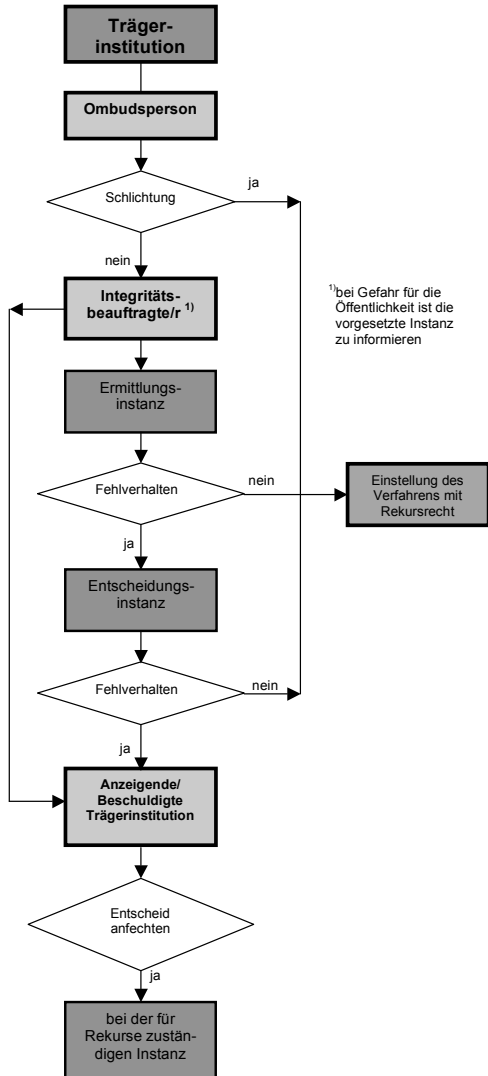 Träger-
institution
Ombudsperson
Schlichtung
ja
nein
Integritäts-
beauftragte/r 1)
1)bei Gefahr für die
Öffentlichkeit ist die
vorgesetzte Instanz
zu informieren
Ermittlungs-
instanz
Fehlverhalten
nein
Einstellung des
Verfahrens mit
Rekursrecht
ja
Entscheidungs-
instanz
Fehlverhalten
nein
ja
Anzeigende/
Beschuldigte
Trägerinstitution
Entscheid
anfechten
ja
bei der für
Rekurse zustän-
digen Instanz